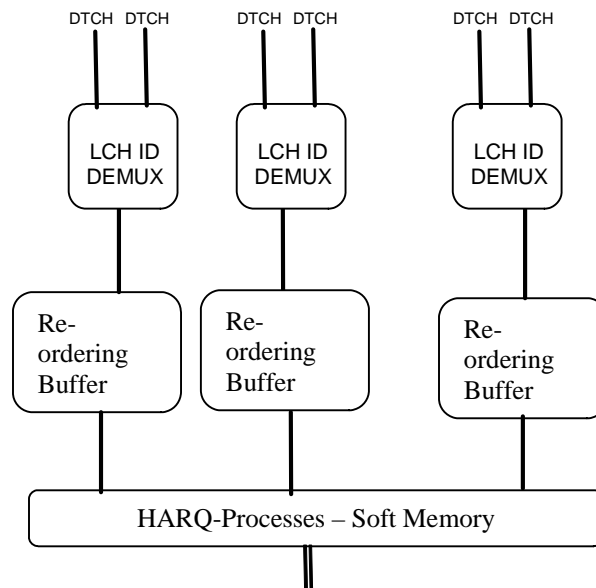 DTCH DTCH DTCH DTCH DTCH DTCH
LCH ID LCH ID LCH ID
DEMUX DEMUX DEMUX
Re-
ordering
Buffer
Re-
ordering
Buffer
Re-
ordering
Buffer
HARQ-Processes – Soft Memory